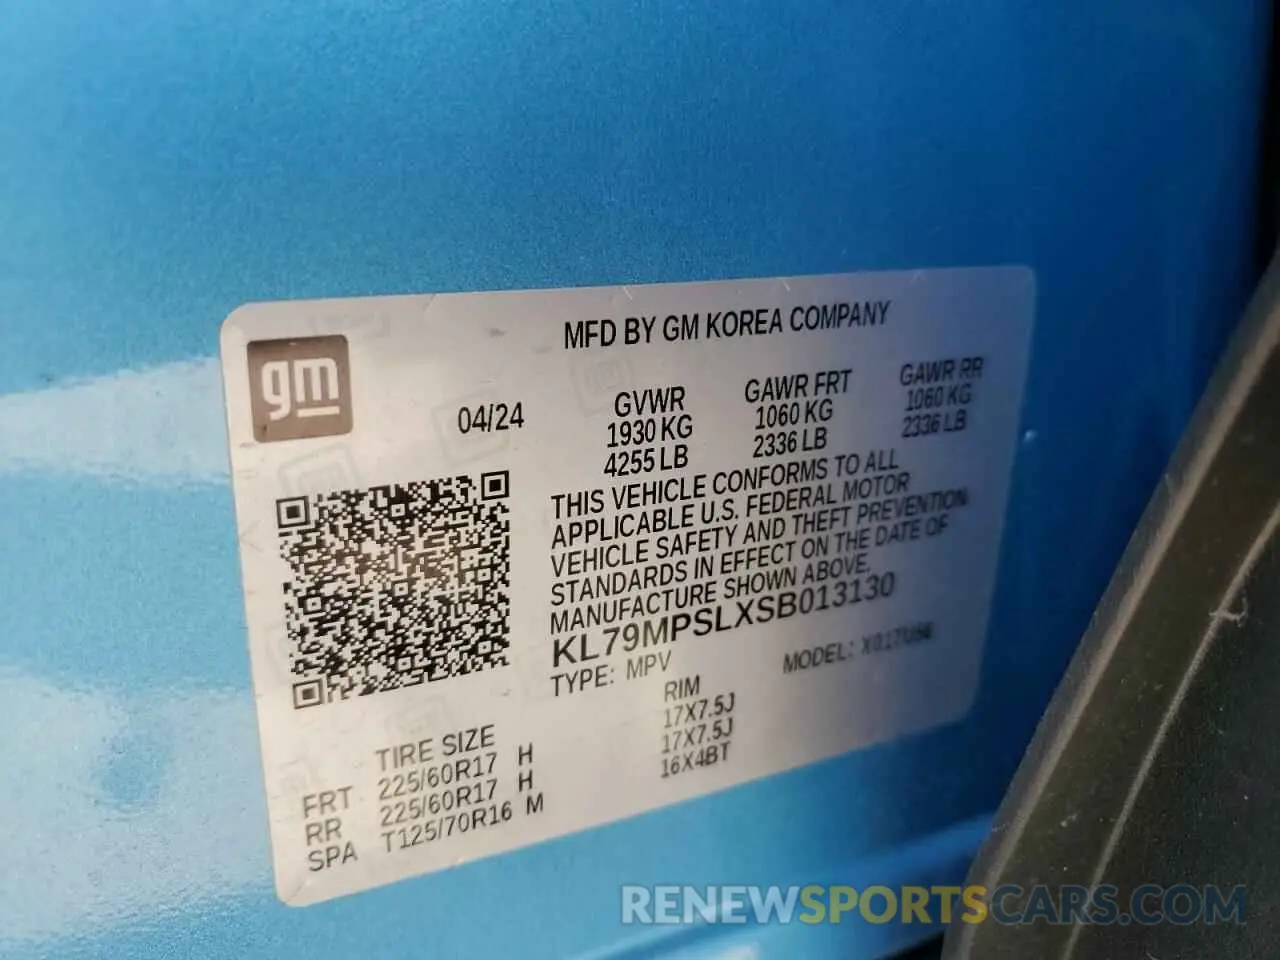 MFD BY GM KOREA COMPANY
gm
04/24
GVWR GAWR FRT GAWR RR
1930 KG 1060 KG 1060 KG
4255 LB 2336 LB 2336 LB
THIS VEHICLE CONFORMS TO ALL
APPLICABLE U.S. FEDERAL MOTOR
VEHICLE SAFETY AND THEFT PREVENTION
STANDARDS IN EFFECT ON THE DATE OF
MANUFACTURE SHOWN ABOVE.
KL79MPSLXSB013130
TYPE: MPV MODEL:
TIRE SIZE RIM
FRT 225/60R17 H 17X7.5J
RR 225/60R17 H 17X7.5J
SPA T125/70R16 M 16X4BT
RENEWSPORTSCARS.COM